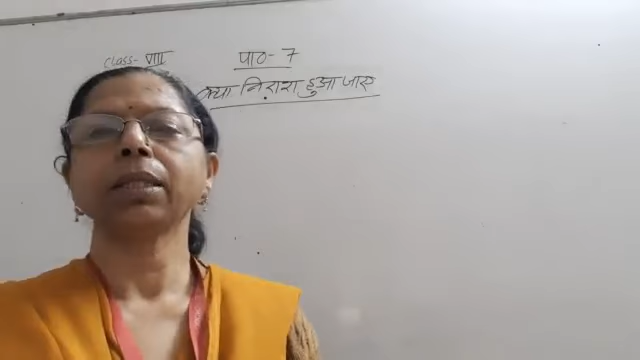 Class- VIII
पाठ- 7
क्या निराश हुआ जाए